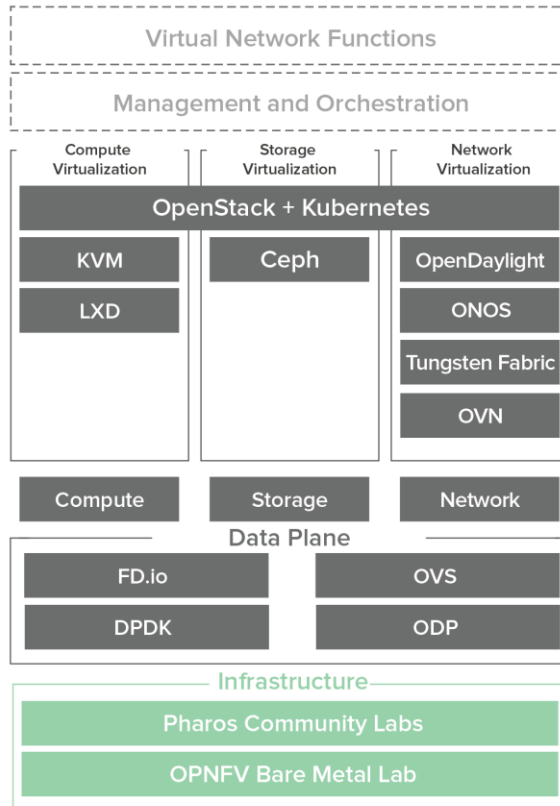 Virtual Network Functions
Management and Orchestration
Compute
Virtualization
Storage
Virtualization
Network
Virtualization
OpenStack + Kubernetes
KVM
Ceph
OpenDaylight
LXD
ONOS
Tungsten Fabric
OVN
Compute
Storage
Network
Data Plane
FD.io
OVS
DPDK
ODP
Infrastructure
Pharos Community Labs
OPNFV Bare Metal Lab